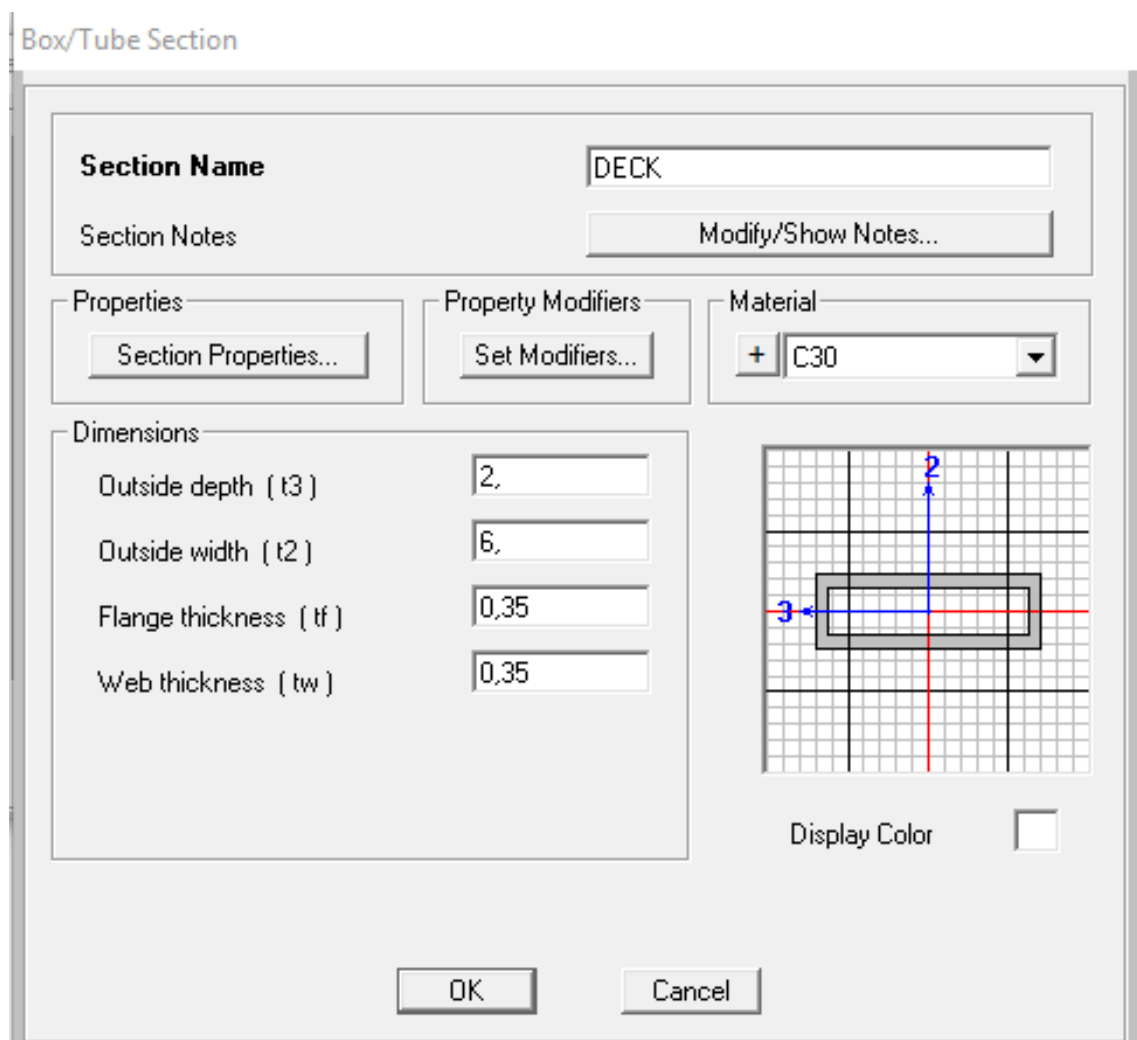 Box/Tube Section
Section Name
DECK
Section Notes
Modify/Show Notes...
Properties
Property Modifiers
Material
Section Properties...
Set Modifiers...
+
C30
Dimensions
Outside depth ( t3 )
2,
Outside width ( t2 )
6,
Flange thickness ( tf )
0,35
Web thickness ( tw )
0,35
2
3
Display Color
OK
Cancel